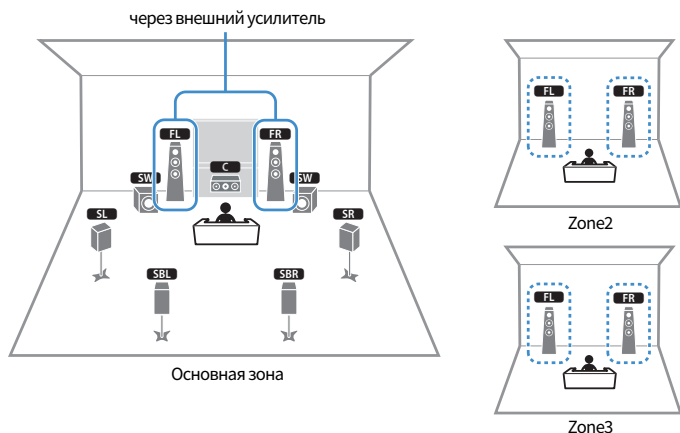 через внешний усилитель
FL FR
C
SW SW
SL SR
SBL SBR
Основная зона
FL FR
Zone2
FL FR
Zone3